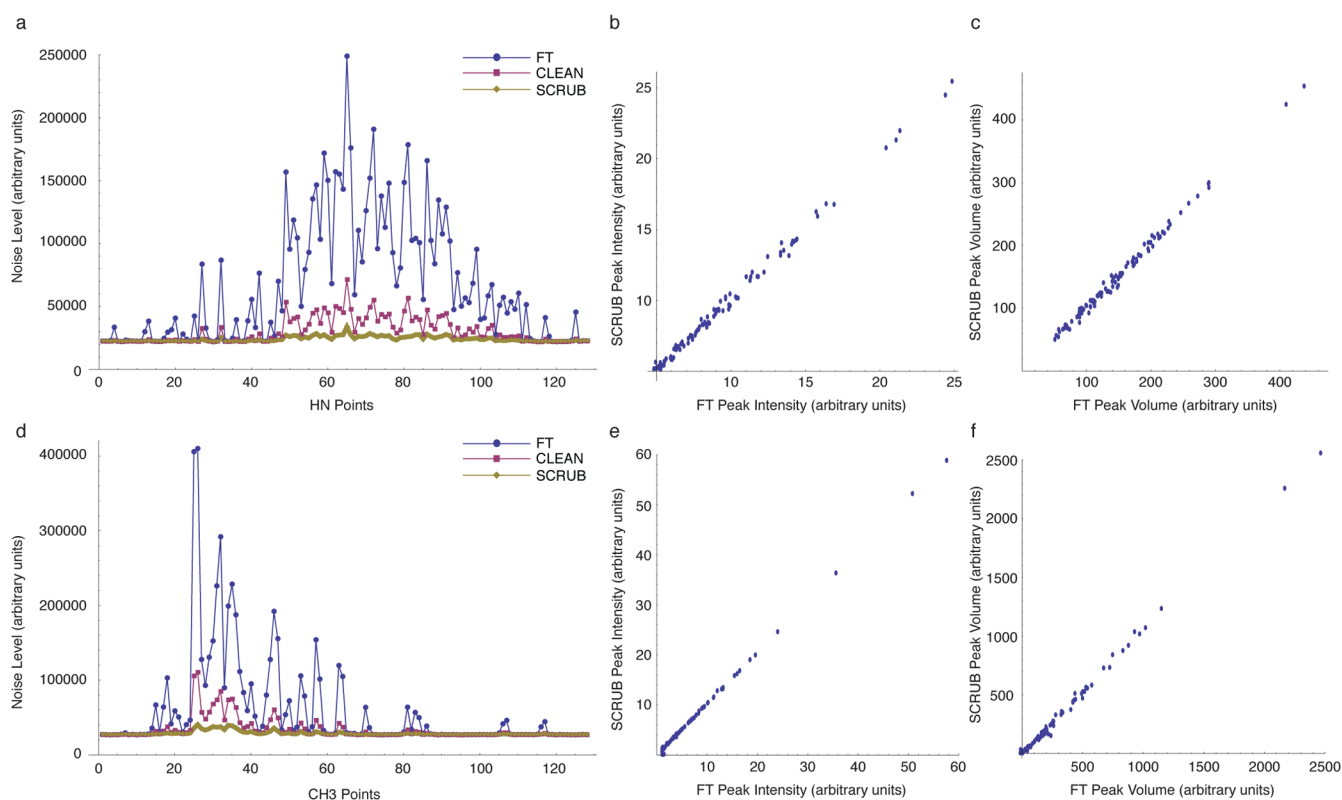 a
250000
200000
150000
100000
50000
0
Noise Level (arbitrary units)
FT
CLEAN
SCRUB
0 20 40 60 80 100 120
HN Points
b
25
20
15
10
SCRUB Peak Intensity (arbitrary units)
10 15 20 25
FT Peak Intensity (arbitrary units)
c
400
300
200
100
SCRUB Peak Volume (arbitrary units)
100 200 300 400
FT Peak Volume (arbitrary units)
d
400000
300000
200000
100000
0
Noise Level (arbitrary units)
FT
CLEAN
SCRUB
0 20 40 60 80 100 120
CH3 Points
e
60
50
40
30
20
10
SCRUB Peak Intensity (arbitrary units)
10 20 30 40 50 60
FT Peak Intensity (arbitrary units)
f
2500
2000
1500
1000
500
SCRUB Peak Volume (arbitrary units)
500 1000 1500 2000 2500
FT Peak Volume (arbitrary units)